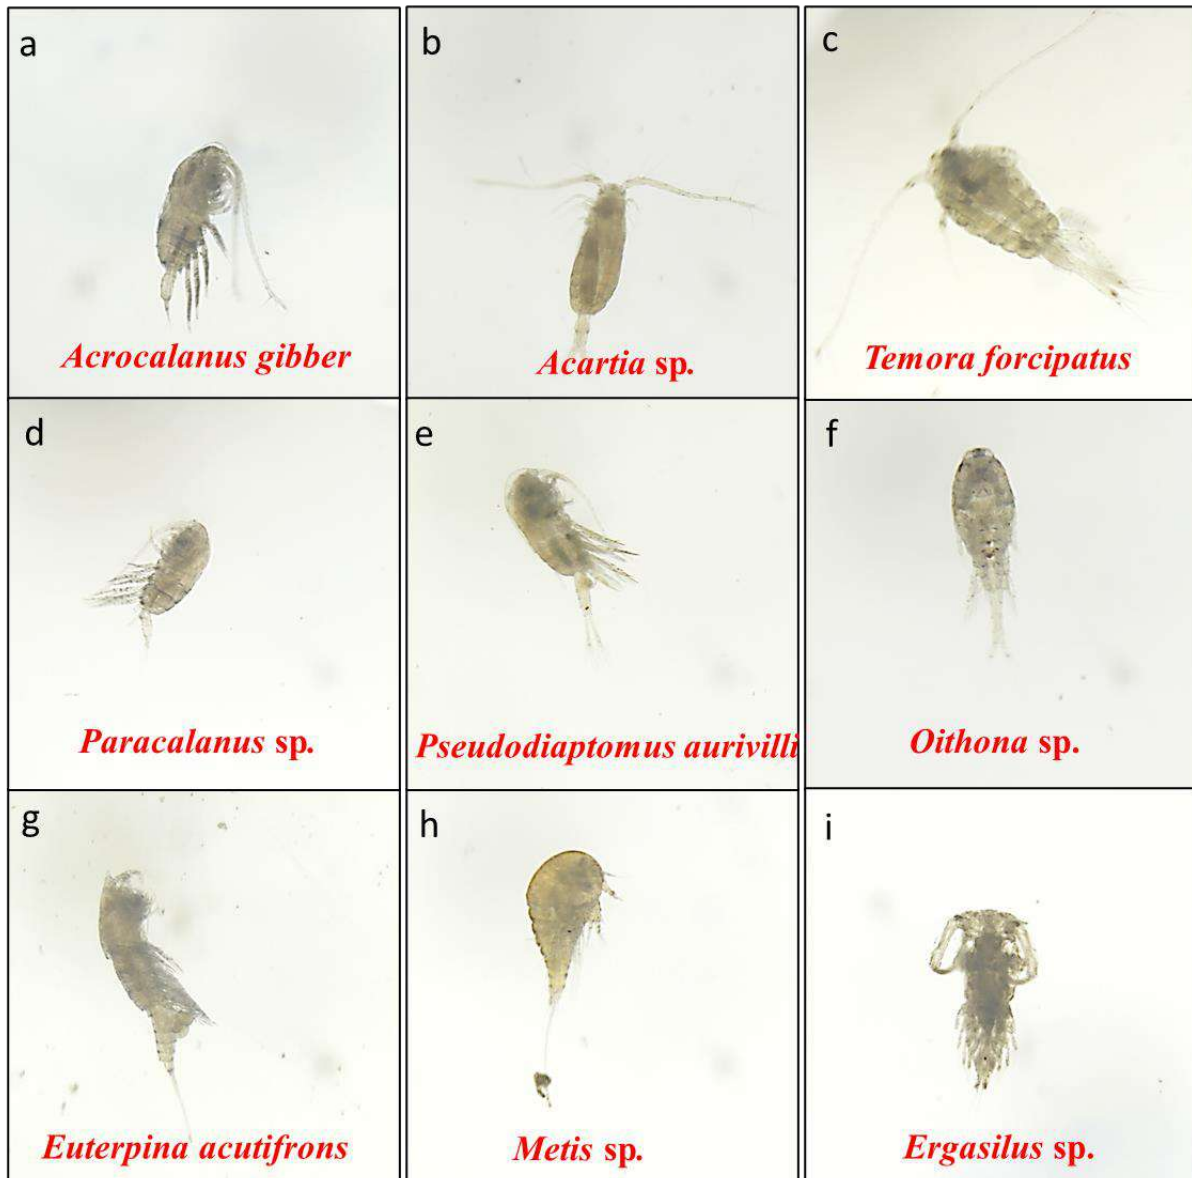 a
Acrocalanus gibber
b
Acartia sp.
c
Temora forcipatus
d
Paracalanus sp.
e
Pseudodiaptomus aurivilli
f
Oithona sp.
g
Euterpina acutifrons
h
Metis sp.
i
Ergasilus sp.